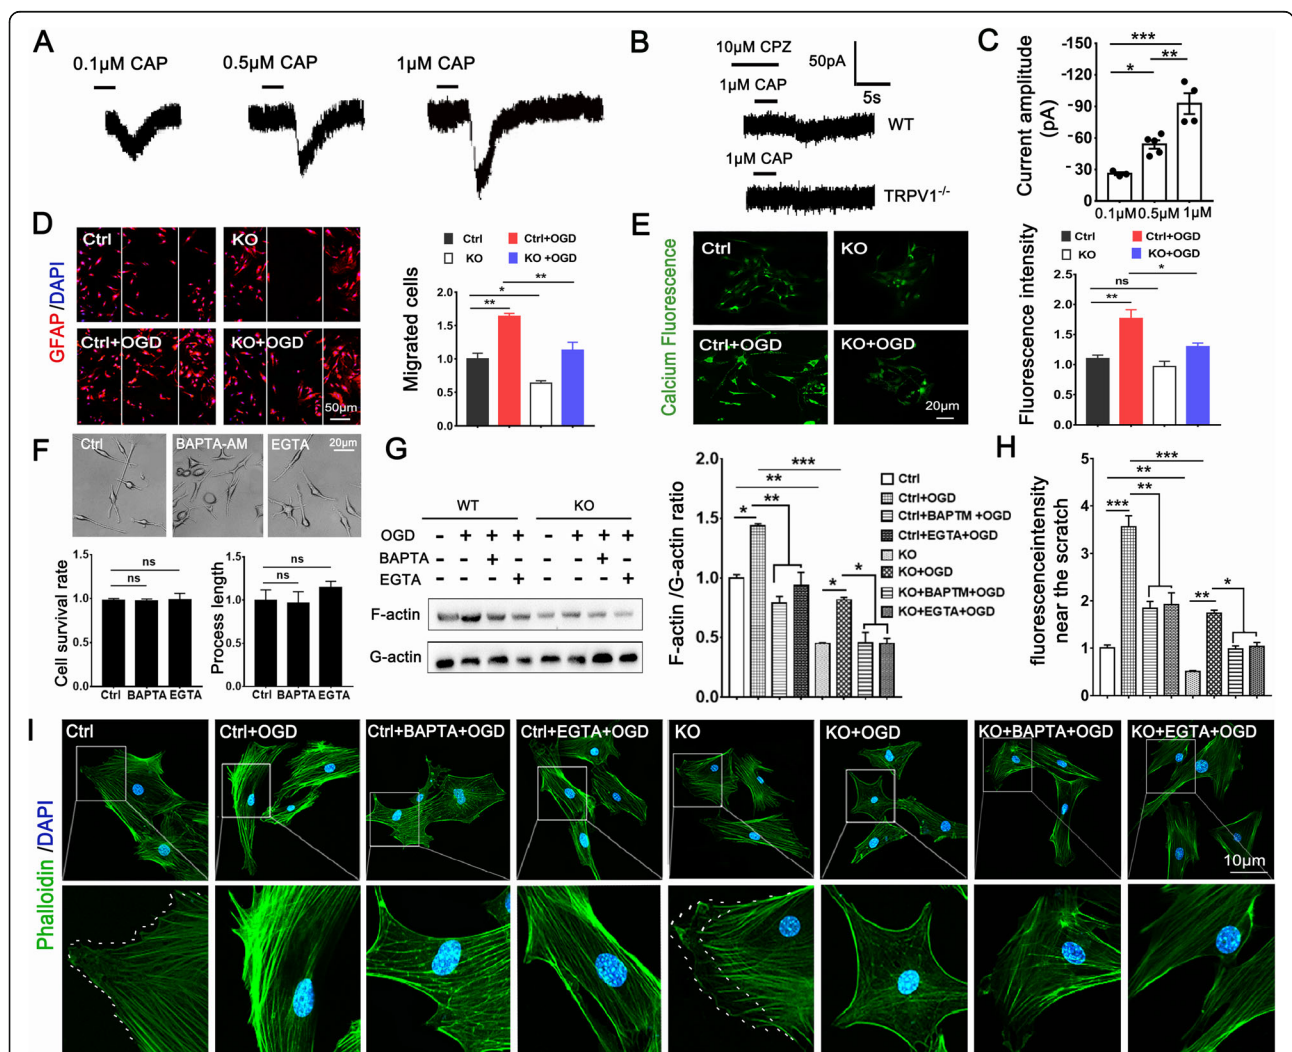 A
0.1µM CAP
0.5µM CAP
1µM CAP
B
10µM CPZ
50pA
5s
1µM CAP
WT
1µM CAP
TRPV1-/-
C
Current amplitude
(pA)
-150
-120
-90
-60
-30
0
***
**
*
0.1µM 0.5µM 1µM
D
GFAP/DAPI
Ctrl
KO
Ctrl+OGD
KO+OGD
50µm
Ctrl
Ctrl+OGD
KO
KO +OGD
Migrated cells
2.0
1.5
1.0
0.5
0.0
**
*
**
E
Calcium Fluorescence
Ctrl
KO
Ctrl+OGD
KO+OGD
20µm
Ctrl
Ctrl+OGD
KO
KO+OGD
Fluorescence intensity
2.5
2.0
1.5
1.0
0.5
0.0
*
ns
**
F
Ctrl
BAPTA-AM
EGTA
20µm
Cell survival rate
1.5
1.0
0.5
0.0
ns
ns
Ctrl BAPTA EGTA
Process length
1.5
1.0
0.5
0.0
ns
ns
Ctrl BAPTA EGTA
G
WT
KO
OGD - + + + - + + +
BAPTA - - + - - - + -
EGTA - - - + - - - +
F-actin
G-actin
F-actin /G-actin ratio
2.0
1.5
1.0
0.5
0.0
***
**
**
*
*
*
Ctrl
Ctrl+OGD
Ctrl+BAPTM +OGD
Ctrl+EGTA+OGD
KO
KO+OGD
KO+BAPTM+OGD
KO+EGTA+OGD
H
fluorescenceintensity
near the scratch
5
4
3
2
1
0
***
**
**
***
**
*
I
Phalloidin /DAPI
Ctrl
Ctrl+OGD
Ctrl+BAPTA+OGD
Ctrl+EGTA+OGD
KO
KO+OGD
KO+BAPTA+OGD
KO+EGTA+OGD
10µm